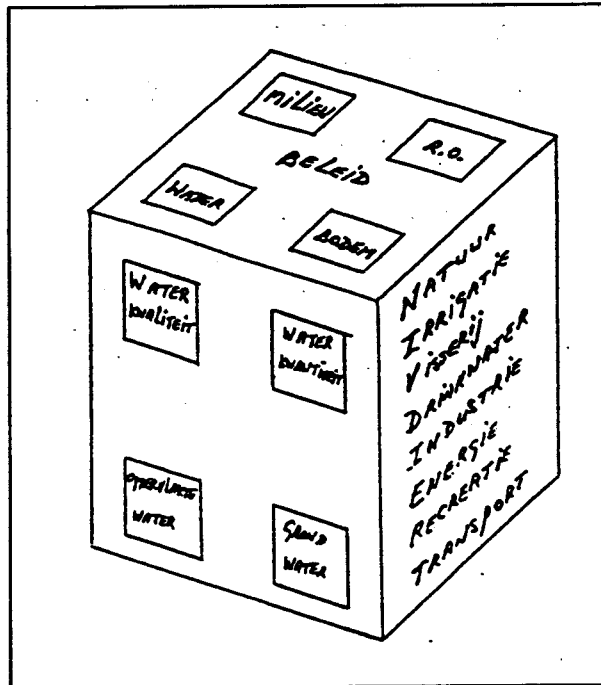 MILIEU
R.O.
BELEID
WATER
BODEM
WATER
KWALITEIT
WATER
KWANTITEIT
OPPERVLAKTE
WATER
GROND
WATER
NATUUR
IRRIGATIE
VISSERIJ
DRINKWATER
INDUSTRIE
ENERGIE
RECREATIE
TRANSPORT